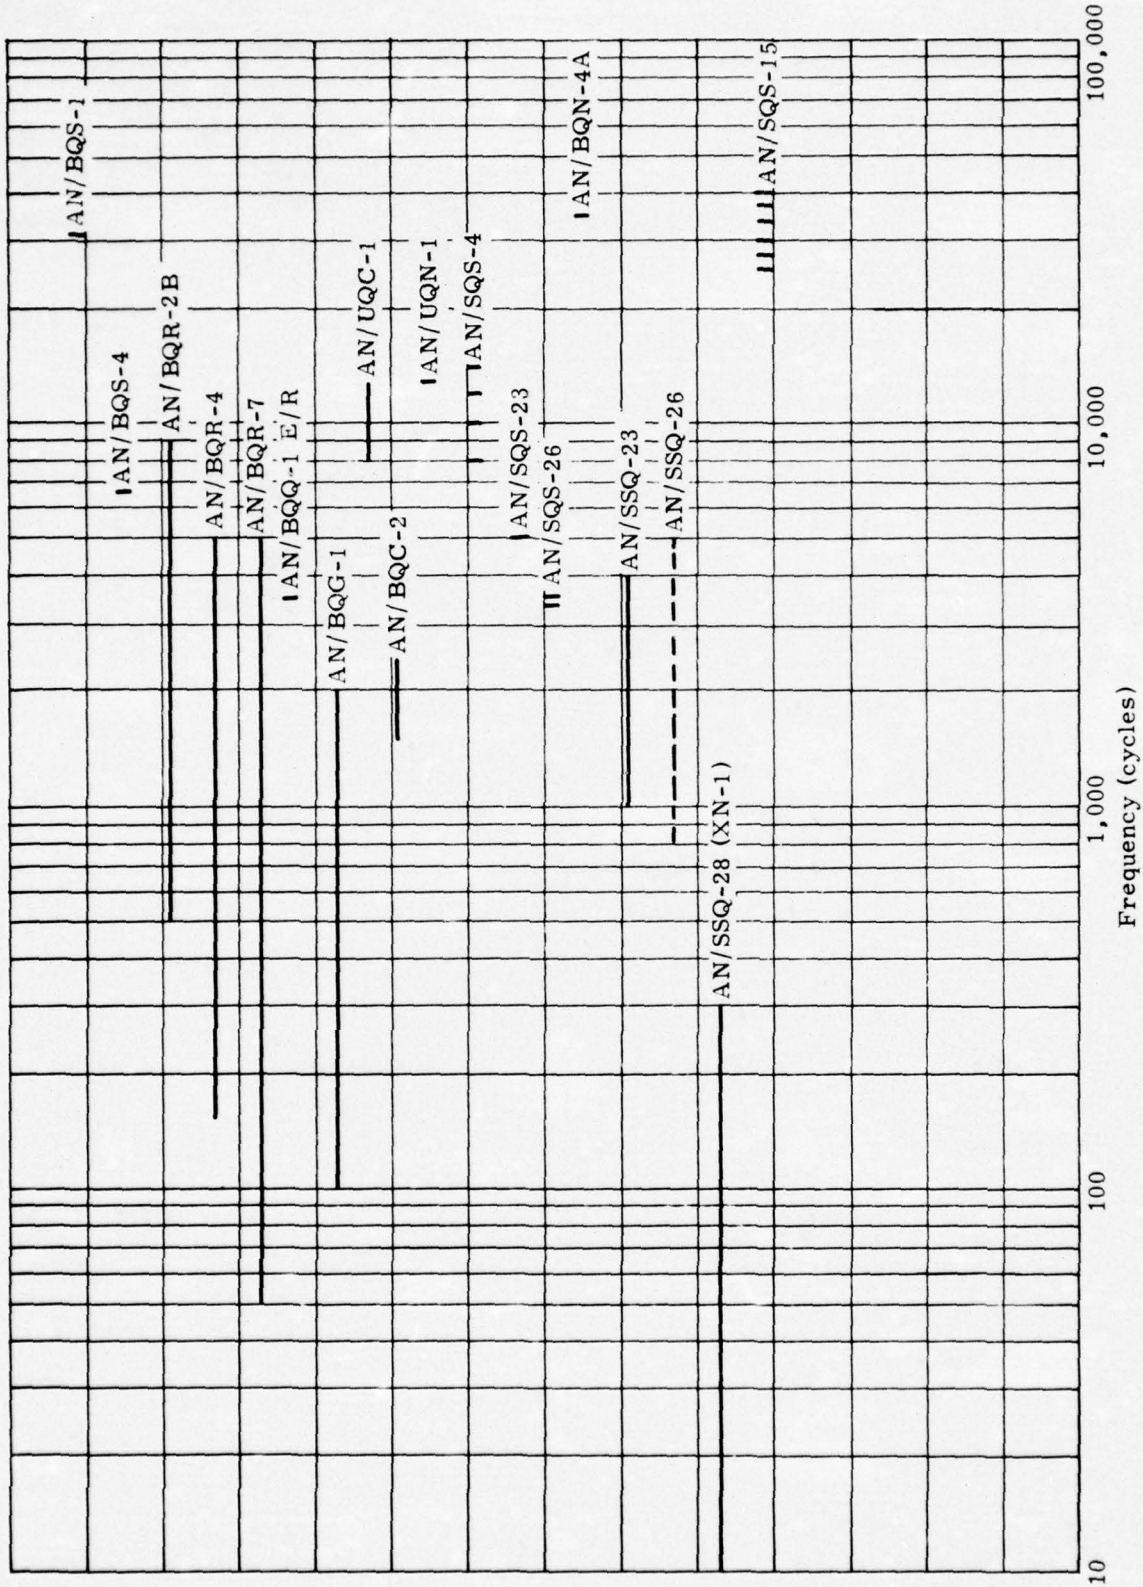 AN/BQS-1
AN/BQS-4
AN/BQR-2B
AN/BQR-4
AN/BQR-7
AN/BQQ-1 E/R
AN/BQG-1
AN/UQC-1
AN/BQC-2
AN/UQN-1
AN/SQS-4
AN/SQS-23
AN/SQS-26
AN/BQN-4A
AN/SSQ-23
AN/SSQ-26
AN/SSQ-28 (XN-1)
AN/SQS-15
10
100
1,000
10,000
100,000
Frequency (cycles)